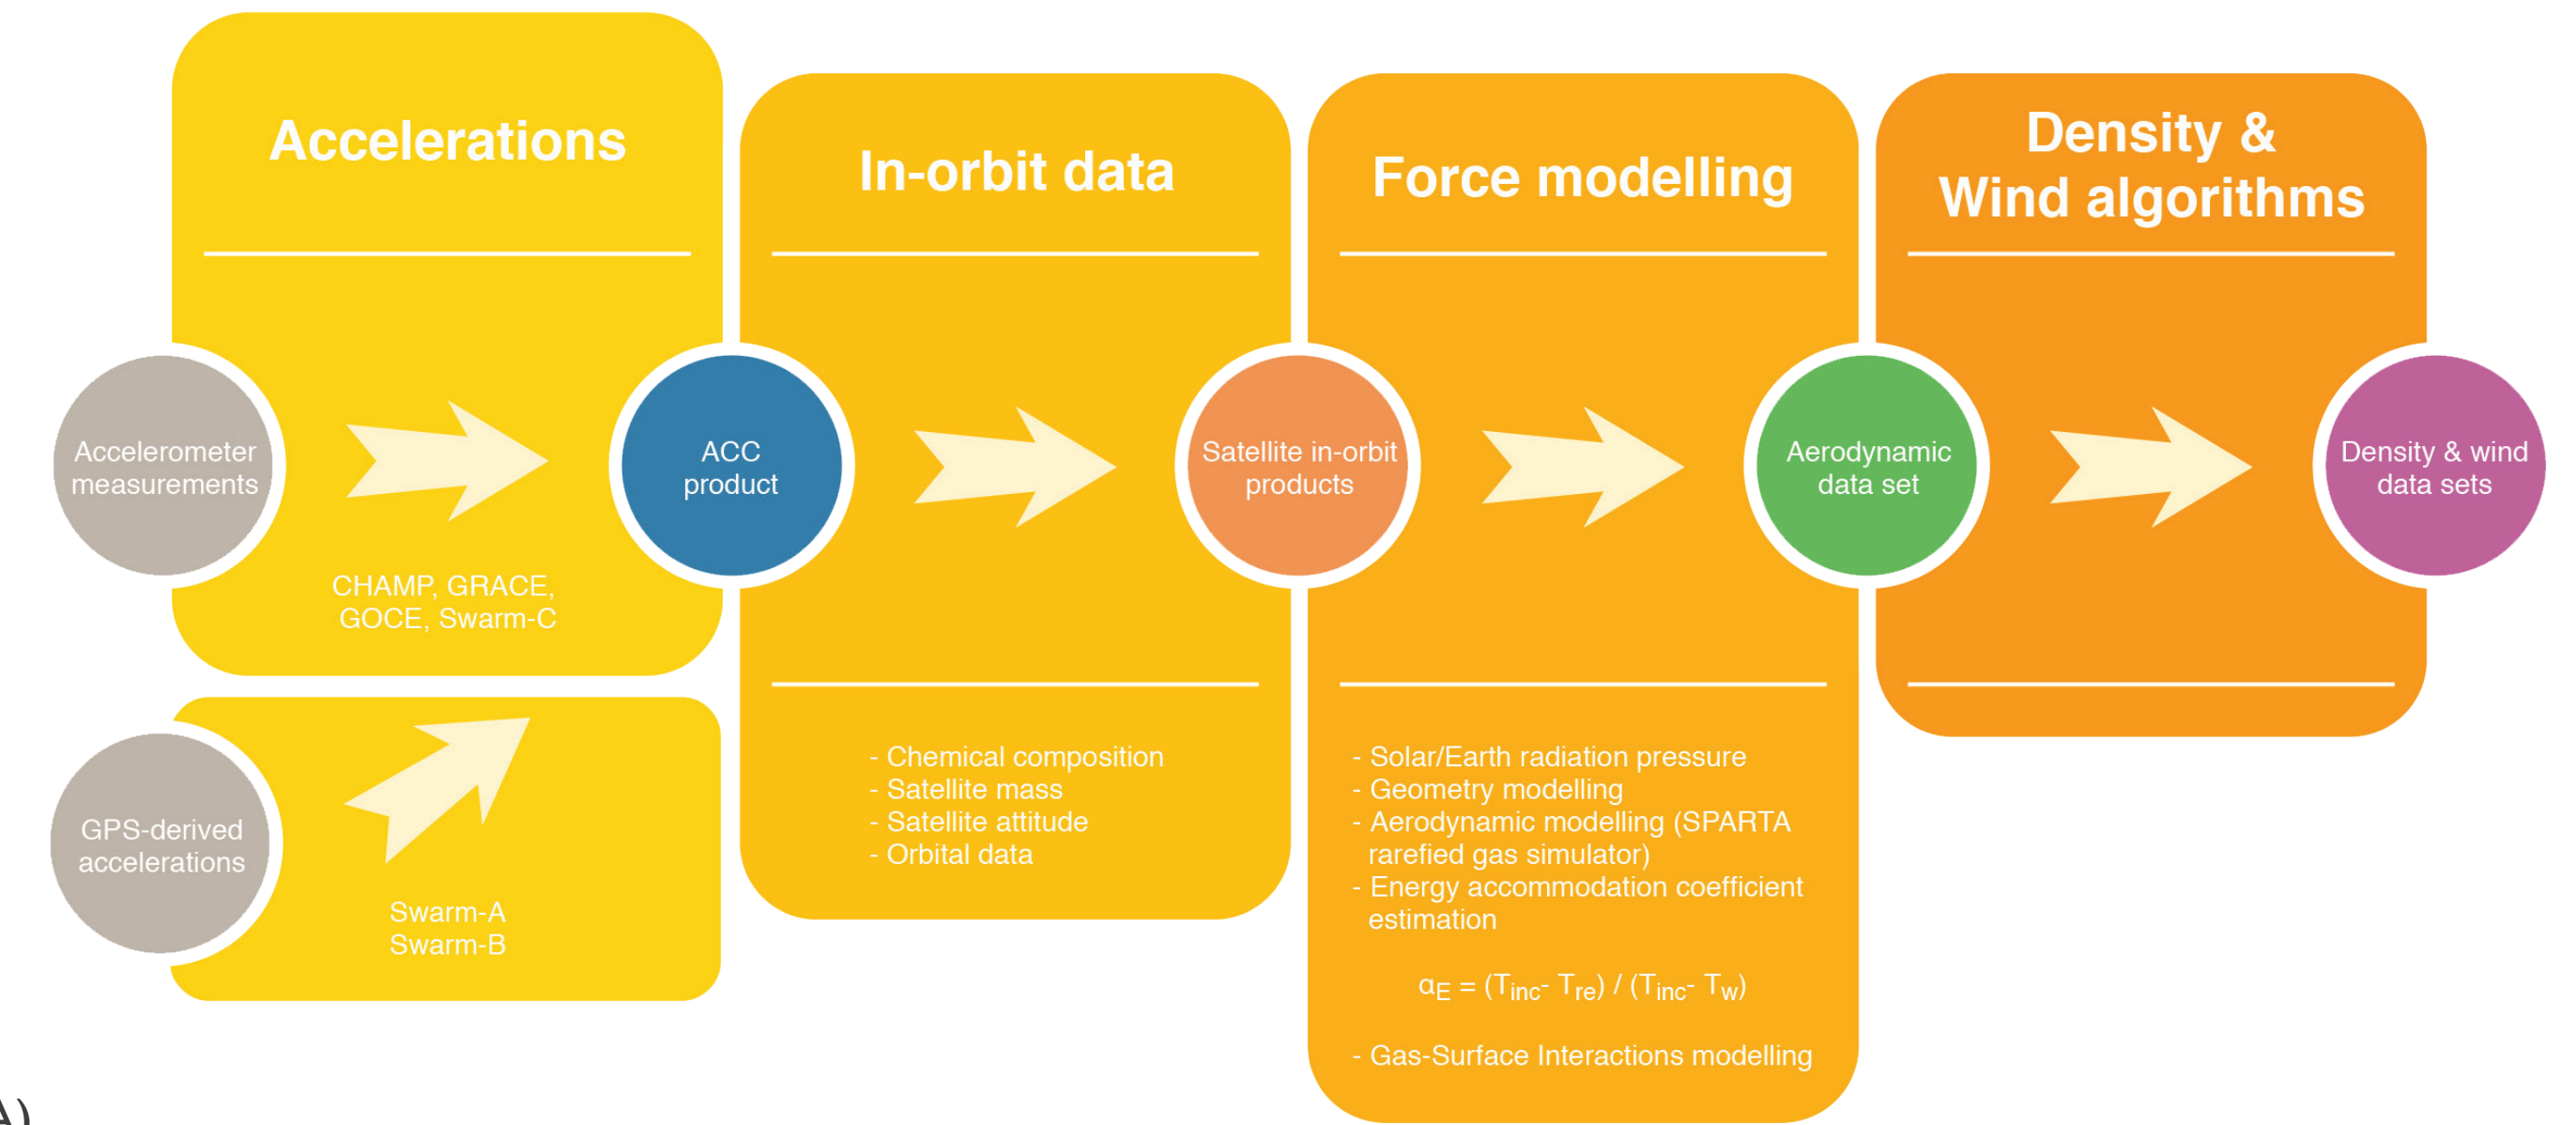 Accelerations
Accelerometer
measurements
CHAMP, GRACE,
GOCE, Swarm-C
GPS-derived
accelerations
Swarm-A
Swarm-B
ACC
product
In-orbit data
- Chemical composition
- Satellite mass
- Satellite attitude
- Orbital data
Satellite in-orbit
products
Force modelling
- Solar/Earth radiation pressure
- Geometry modelling
- Aerodynamic modelling (SPARTA
rarefied gas simulator)
- Energy accommodation coefficient
estimation
αE = (Tinc- Tre) / (Tinc- Tw)
- Gas-Surface Interactions modelling
Aerodynamic
data set
Density &
Wind algorithms
Density & wind
data sets
A)